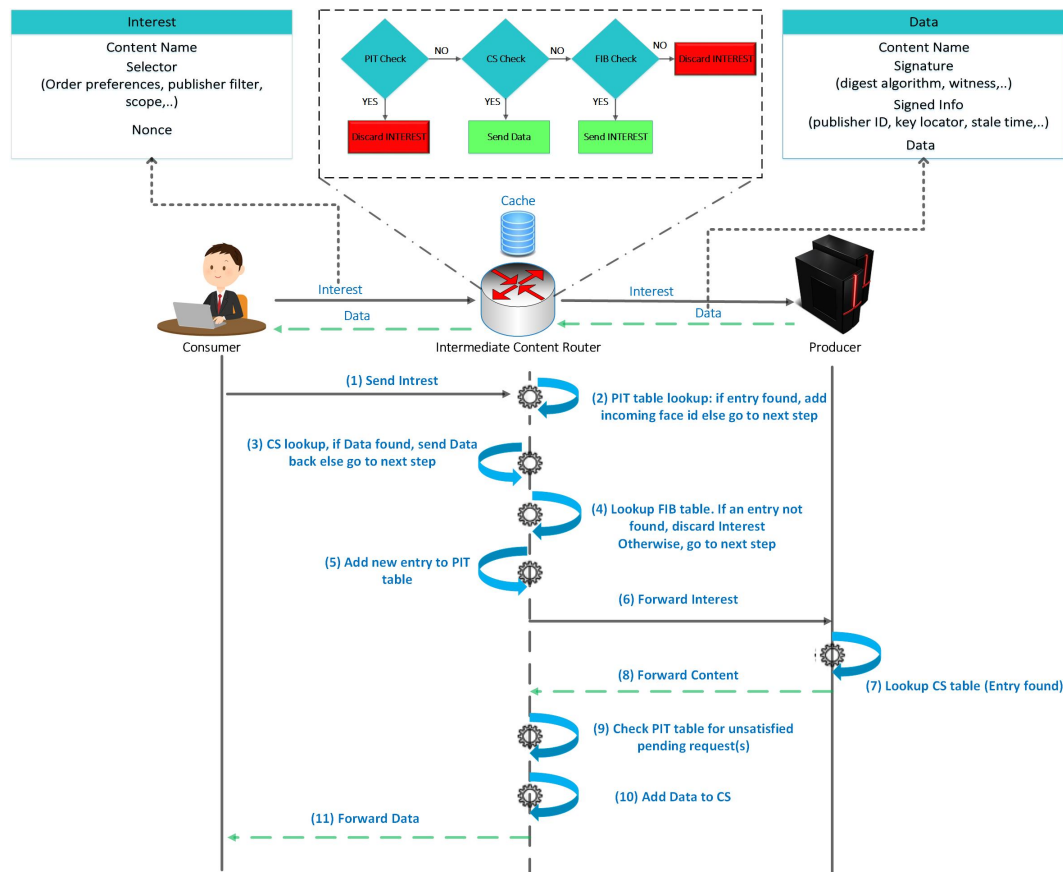 Interest
Content Name
Selector
(Order preferences, publisher filter,
scope,..)
Nonce
PIT Check
NO
CS Check
NO
FIB Check
NO
Discard INTEREST
YES
YES
YES
Discard INTEREST
Send Data
Send INTEREST
Data
Content Name
Signature
(digest algorithm, witness,..)
Signed Info
(publisher ID, key locator, stale time,..)
Data
Cache
Interest
Data
Interest
Data
Consumer
Intermediate Content Router
Producer
(1) Send Intrest
(2) PIT table lookup: if entry found, add
incoming face id else go to next step
(3) CS lookup, if Data found, send Data
back else go to next step
(4) Lookup FIB table. If an entry not
found, discard Interest
Otherwise, go to next step
(5) Add new entry to PIT
table
(6) Forward Interest
(7) Lookup CS table (Entry found)
(8) Forward Content
(9) Check PIT table for unsatisfied
pending request(s)
(10) Add Data to CS
(11) Forward Data